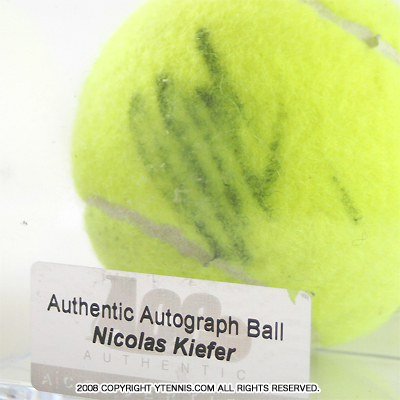 Authentic Autograph Ball
Nicolas Kiefer
AUTHENTIC
2008 COPYRIGHT YTENNIS.COM ALL RIGHTS RESERVED.